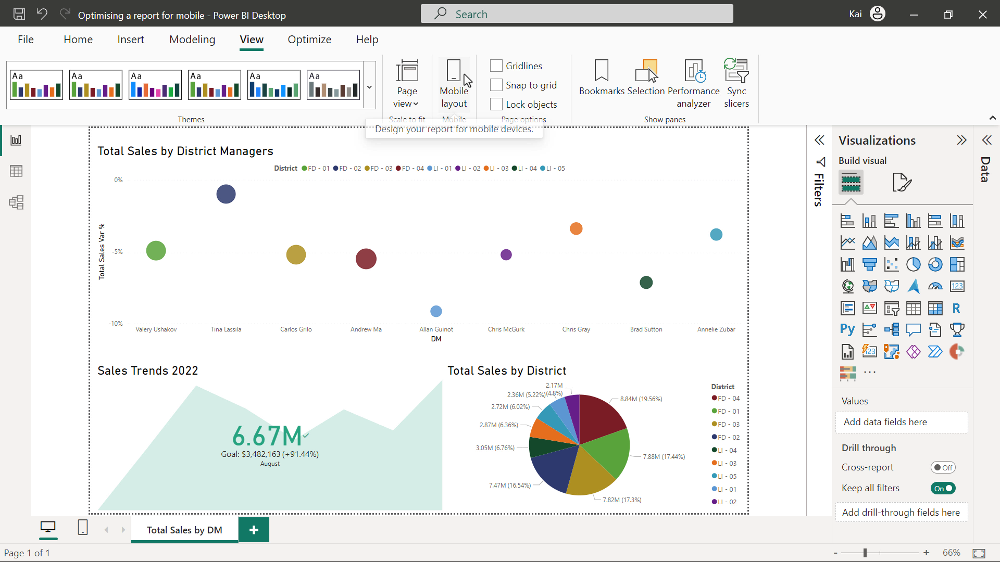 Optimising a report for mobile - Power BI Desktop
Search
Kai
File Home Insert Modeling View Optimize Help
Aa Aa Aa Aa Aa Aa
Page view
Mobile layout
Gridlines
Snap to grid
Lock objects
Bookmarks
Selection
Performance analyzer
Sync slicers
Themes
Scale to fit
Mobile
Page options
Show panes
Design your report for mobile devices.
Total Sales by District Managers
District FD - 01 FD - 02 FD - 03 FD - 04 LI - 01 LI - 02 LI - 03 LI - 04 LI - 05
0%
-5%
-10%
Total Sales Var %
Valery Ushakov Tina Lassila Carlos Grilo Andrew Ma Allan Guinot Chris McGurk Chris Gray Brad Sutton Annelie Zubar
DM
Sales Trends 2022
6.67M
Goal: $3,482,163 (+91.44%)
August
Total Sales by District
2.17M
(4.8%)
2.36M (5.22%)
2.72M (6.02%)
2.87M (6.36%)
3.05M (6.76%)
7.47M (16.54%)
8.84M (19.56%)
7.88M (17.44%)
7.82M (17.3%)
District
FD - 04
FD - 01
FD - 03
FD - 02
LI - 04
LI - 03
LI - 05
LI - 01
LI - 02
Filters
Visualizations
Build visual
123
R
Py
123
Values
Add data fields here
Drill through
Cross-report
Off
Keep all filters
On
Add drill-through fields here
Data
Total Sales by DM
Page 1 of 1
66%